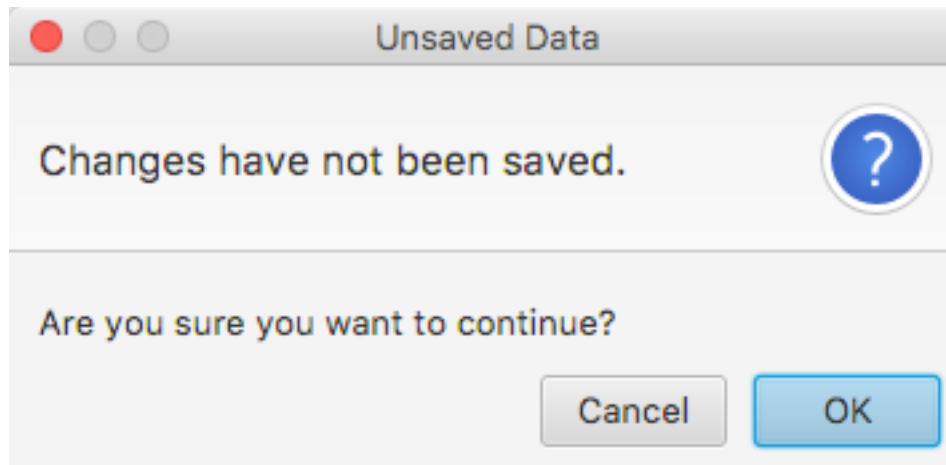 Unsaved Data
Changes have not been saved.
?
Are you sure you want to continue?
Cancel OK